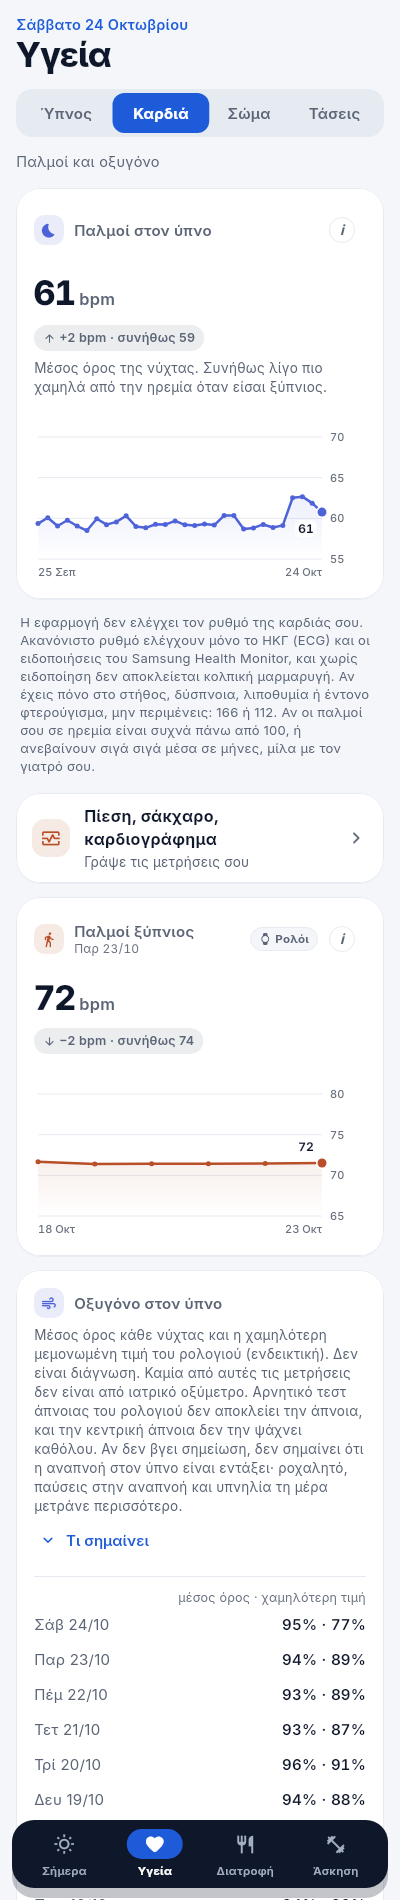 Σάββατο 24 Οκτωβρίου
Υγεία
Ύπνος
Καρδιά
Σώμα
Τάσεις
Παλμοί και οξυγόνο
Παλμοί στον ύπνο
i
61 bpm
↑ +2 bpm · συνήθως 59
Μέσος όρος της νύχτας. Συνήθως λίγο πιο
χαμηλά από την ηρεμία όταν είσαι ξύπνιος.
70
65
60
61
55
25 Σεπ
24 Οκτ
Η εφαρμογή δεν ελέγχει τον ρυθμό της καρδιάς σου.
Ακανόνιστο ρυθμό ελέγχουν μόνο το ΗΚΓ (ECG) και οι
ειδοποιήσεις του Samsung Health Monitor, και χωρίς
ειδοποίηση δεν αποκλείεται κολπική μαρμαρυγή. Αν
έχεις πόνο στο στήθος, δύσπνοια, λιποθυμία ή έντονο
φτερούγισμα, μην περιμένεις: 166 ή 112. Αν οι παλμοί
σου σε ηρεμία είναι συχνά πάνω από 100, ή
ανεβαίνουν σιγά σιγά μέσα σε μήνες, μίλα με τον
γιατρό σου.
Πίεση, σάκχαρο,
καρδιογράφημα
Γράψε τις μετρήσεις σου
Παλμοί ξύπνιος
Παρ 23/10
Ρολόι
i
72 bpm
↓ −2 bpm · συνήθως 74
80
72
75
70
65
18 Οκτ
23 Οκτ
Οξυγόνο στον ύπνο
Μέσος όρος κάθε νύχτας και η χαμηλότερη
μεμονωμένη τιμή του ρολογιού (ενδεικτική). Δεν
είναι διάγνωση. Καμία από αυτές τις μετρήσεις
δεν είναι από ιατρικό οξύμετρο. Αρνητικό τεστ
άπνοιας του ρολογιού δεν αποκλείει την άπνοια,
και την κεντρική άπνοια δεν την ψάχνει
καθόλου. Αν δεν βγει σημείωση, δεν σημαίνει ότι
η αναπνοή στον ύπνο είναι εντάξει· ροχαλητό,
παύσεις στην αναπνοή και υπνηλία τη μέρα
μετράνε περισσότερο.
Τι σημαίνει
μέσος όρος · χαμηλότερη τιμή
Σάβ 24/10 95% · 77%
Παρ 23/10 94% · 89%
Πέμ 22/10 93% · 89%
Τετ 21/10 93% · 87%
Τρί 20/10 96% · 91%
Δευ 19/10 94% · 88%
Σήμερα
Υγεία
Διατροφή
Άσκηση